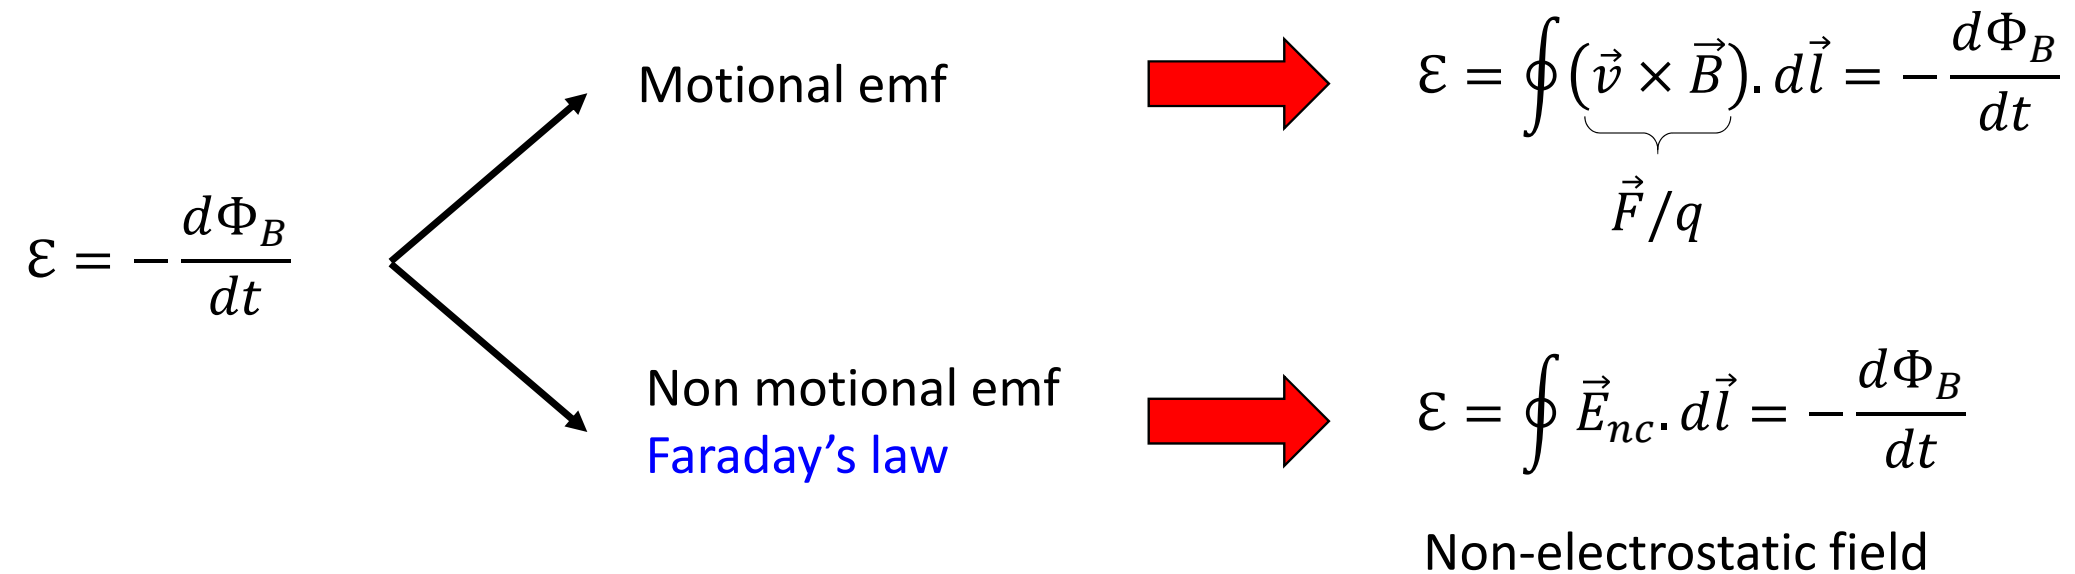 Ɛ = − dΦ_B/dt
Motional emf
Ɛ = ∮(v⃗ × B⃗). dl⃗ = − dΦ_B/dt
F⃗/q
Non motional emf
Faraday’s law
Ɛ = ∮ E⃗_nc. dl⃗ = − dΦ_B/dt
Non-electrostatic field